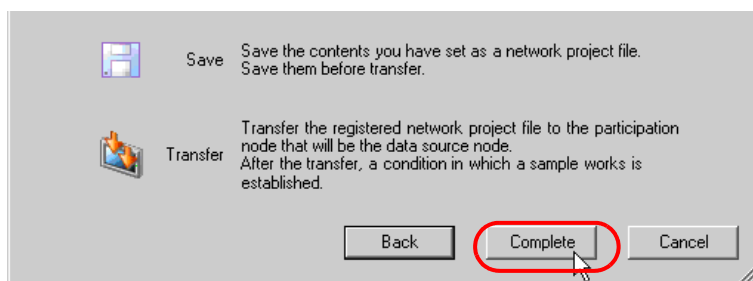 Save
Save the contents you have set as a network project file.
Save them before transfer.
Transfer
Transfer the registered network project file to the participation
node that will be the data source node.
After the transfer, a condition in which a sample works is
established.
Back
Complete
Cancel